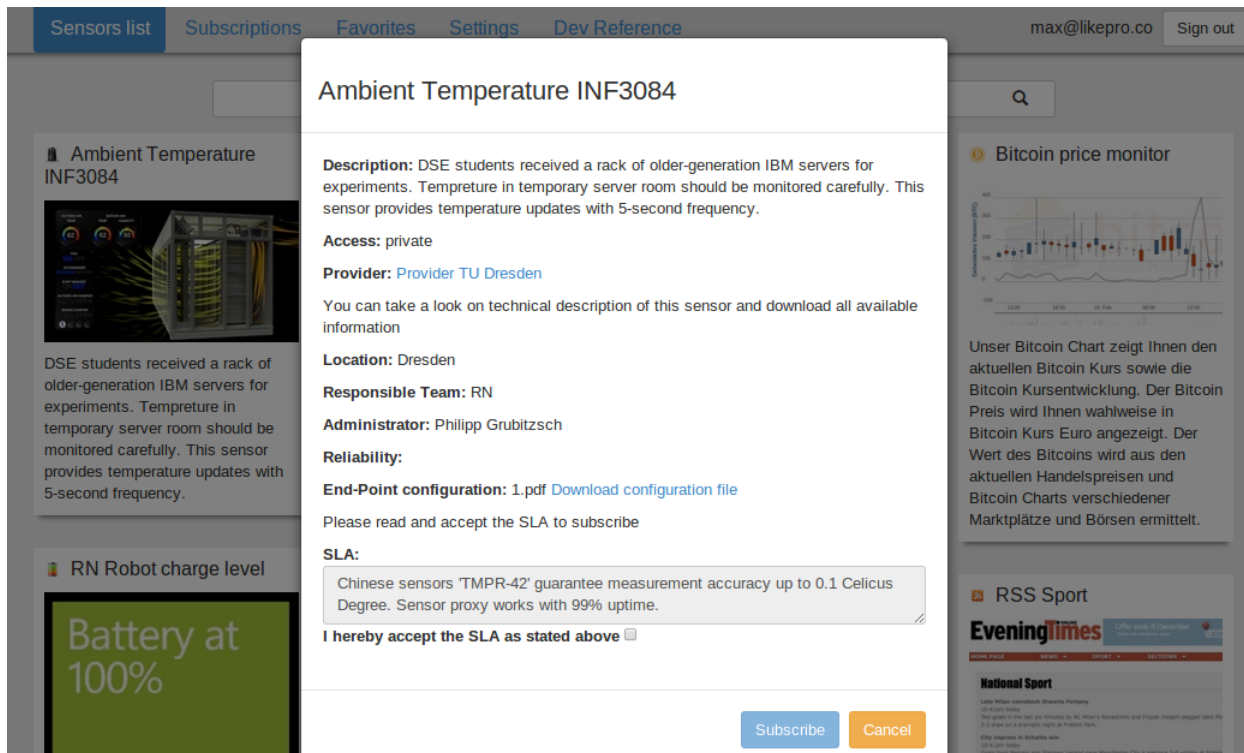 Sensors list Subscriptions Favorites Settings Dev Reference max@likepro.co Sign out
Ambient Temperature INF3084
Description: DSE students received a rack of older-generation IBM servers for
experiments. Tempreture in temporary server room should be monitored carefully. This
sensor provides temperature updates with 5-second frequency.
Access: private
Provider: Provider TU Dresden
You can take a look on technical description of this sensor and download all available
information
Location: Dresden
Responsible Team: RN
Administrator: Philipp Grubitzsch
Reliability:
End-Point configuration: 1.pdf Download configuration file
Please read and accept the SLA to subscribe
SLA:
Chinese sensors 'TMPR-42' guarantee measurement accuracy up to 0.1 Celicus
Degree. Sensor proxy works with 99% uptime.
I hereby accept the SLA as stated above
Subscribe Cancel
Ambient Temperature
INF3084
DSE students received a rack of
older-generation IBM servers for
experiments. Tempreture in
temporary server room should be
monitored carefully. This sensor
provides temperature updates with
5-second frequency.
RN Robot charge level
Battery at
100%
Bitcoin price monitor
Unser Bitcoin Chart zeigt Ihnen den
aktuellen Bitcoin Kurs sowie die
Bitcoin Kursentwicklung. Der Bitcoin
Preis wird Ihnen wahlweise in
Bitcoin Kurs Euro angezeigt. Der
Wert des Bitcoins wird aus den
aktuellen Handelspreisen und
Bitcoin Charts verschiedener
Marktplätze und Börsen ermittelt.
RSS Sport
EveningTimes
Offer ends 11 December
HOME PAGE NEWS SPORT SECTIONS
National Sport